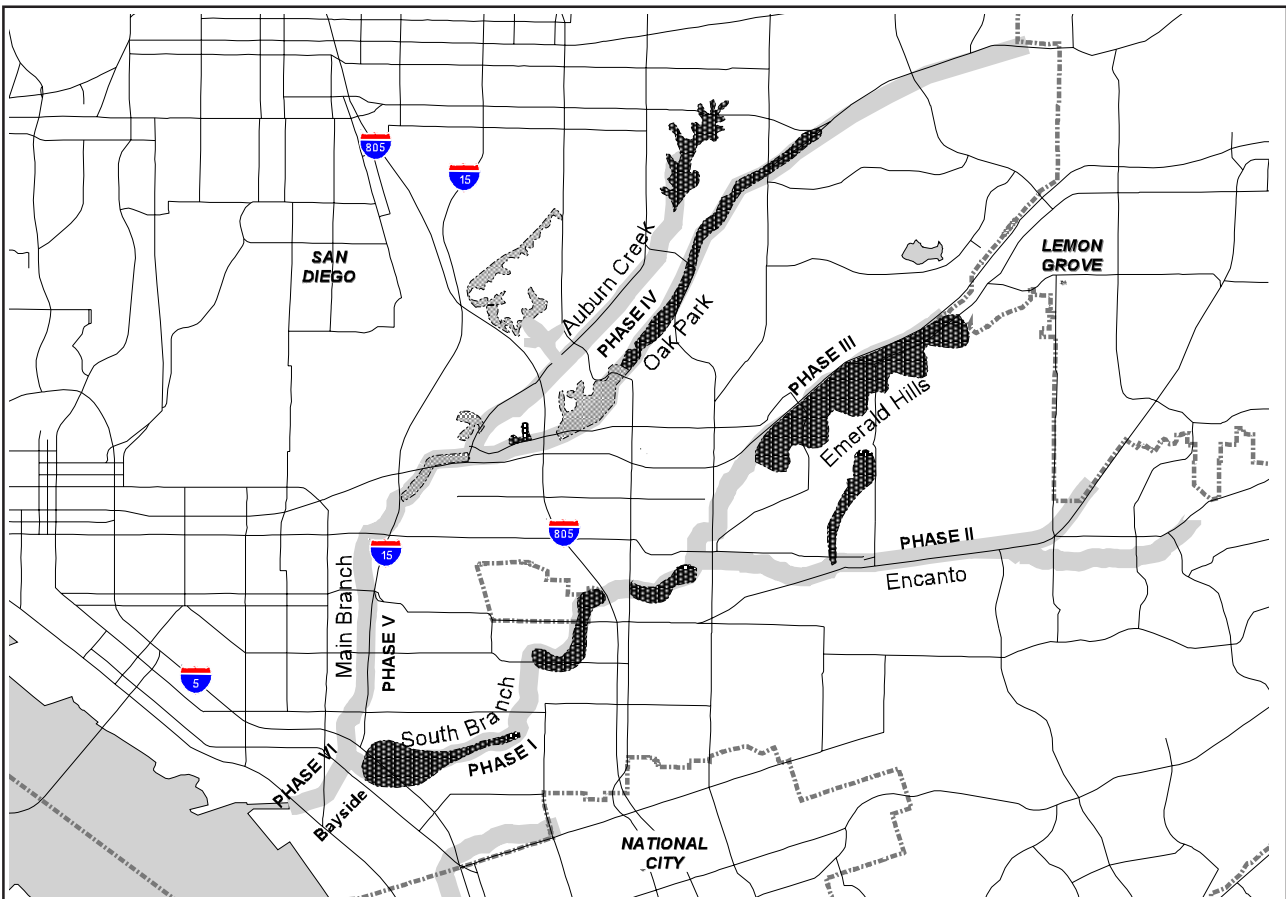 805
15
SAN
DIEGO
LEMON
GROVE
Auburn Creek
PHASE IV
Oak Park
PHASE III
Emerald Hills
805
15
PHASE II
Encanto
Main Branch
PHASE V
5
South Branch
PHASE I
PHASE VI
Bayside
NATIONAL
CITY